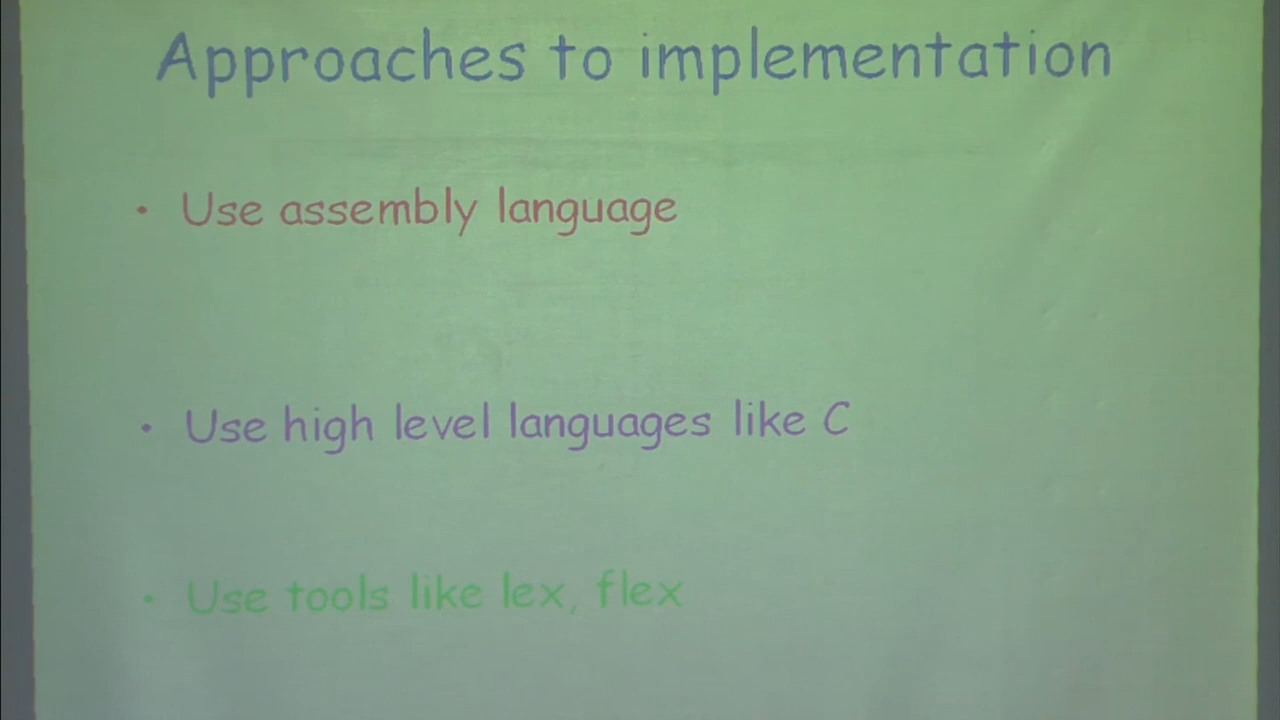 Approaches to implementation
• Use assembly language
• Use high level languages like C
• Use tools like lex, flex